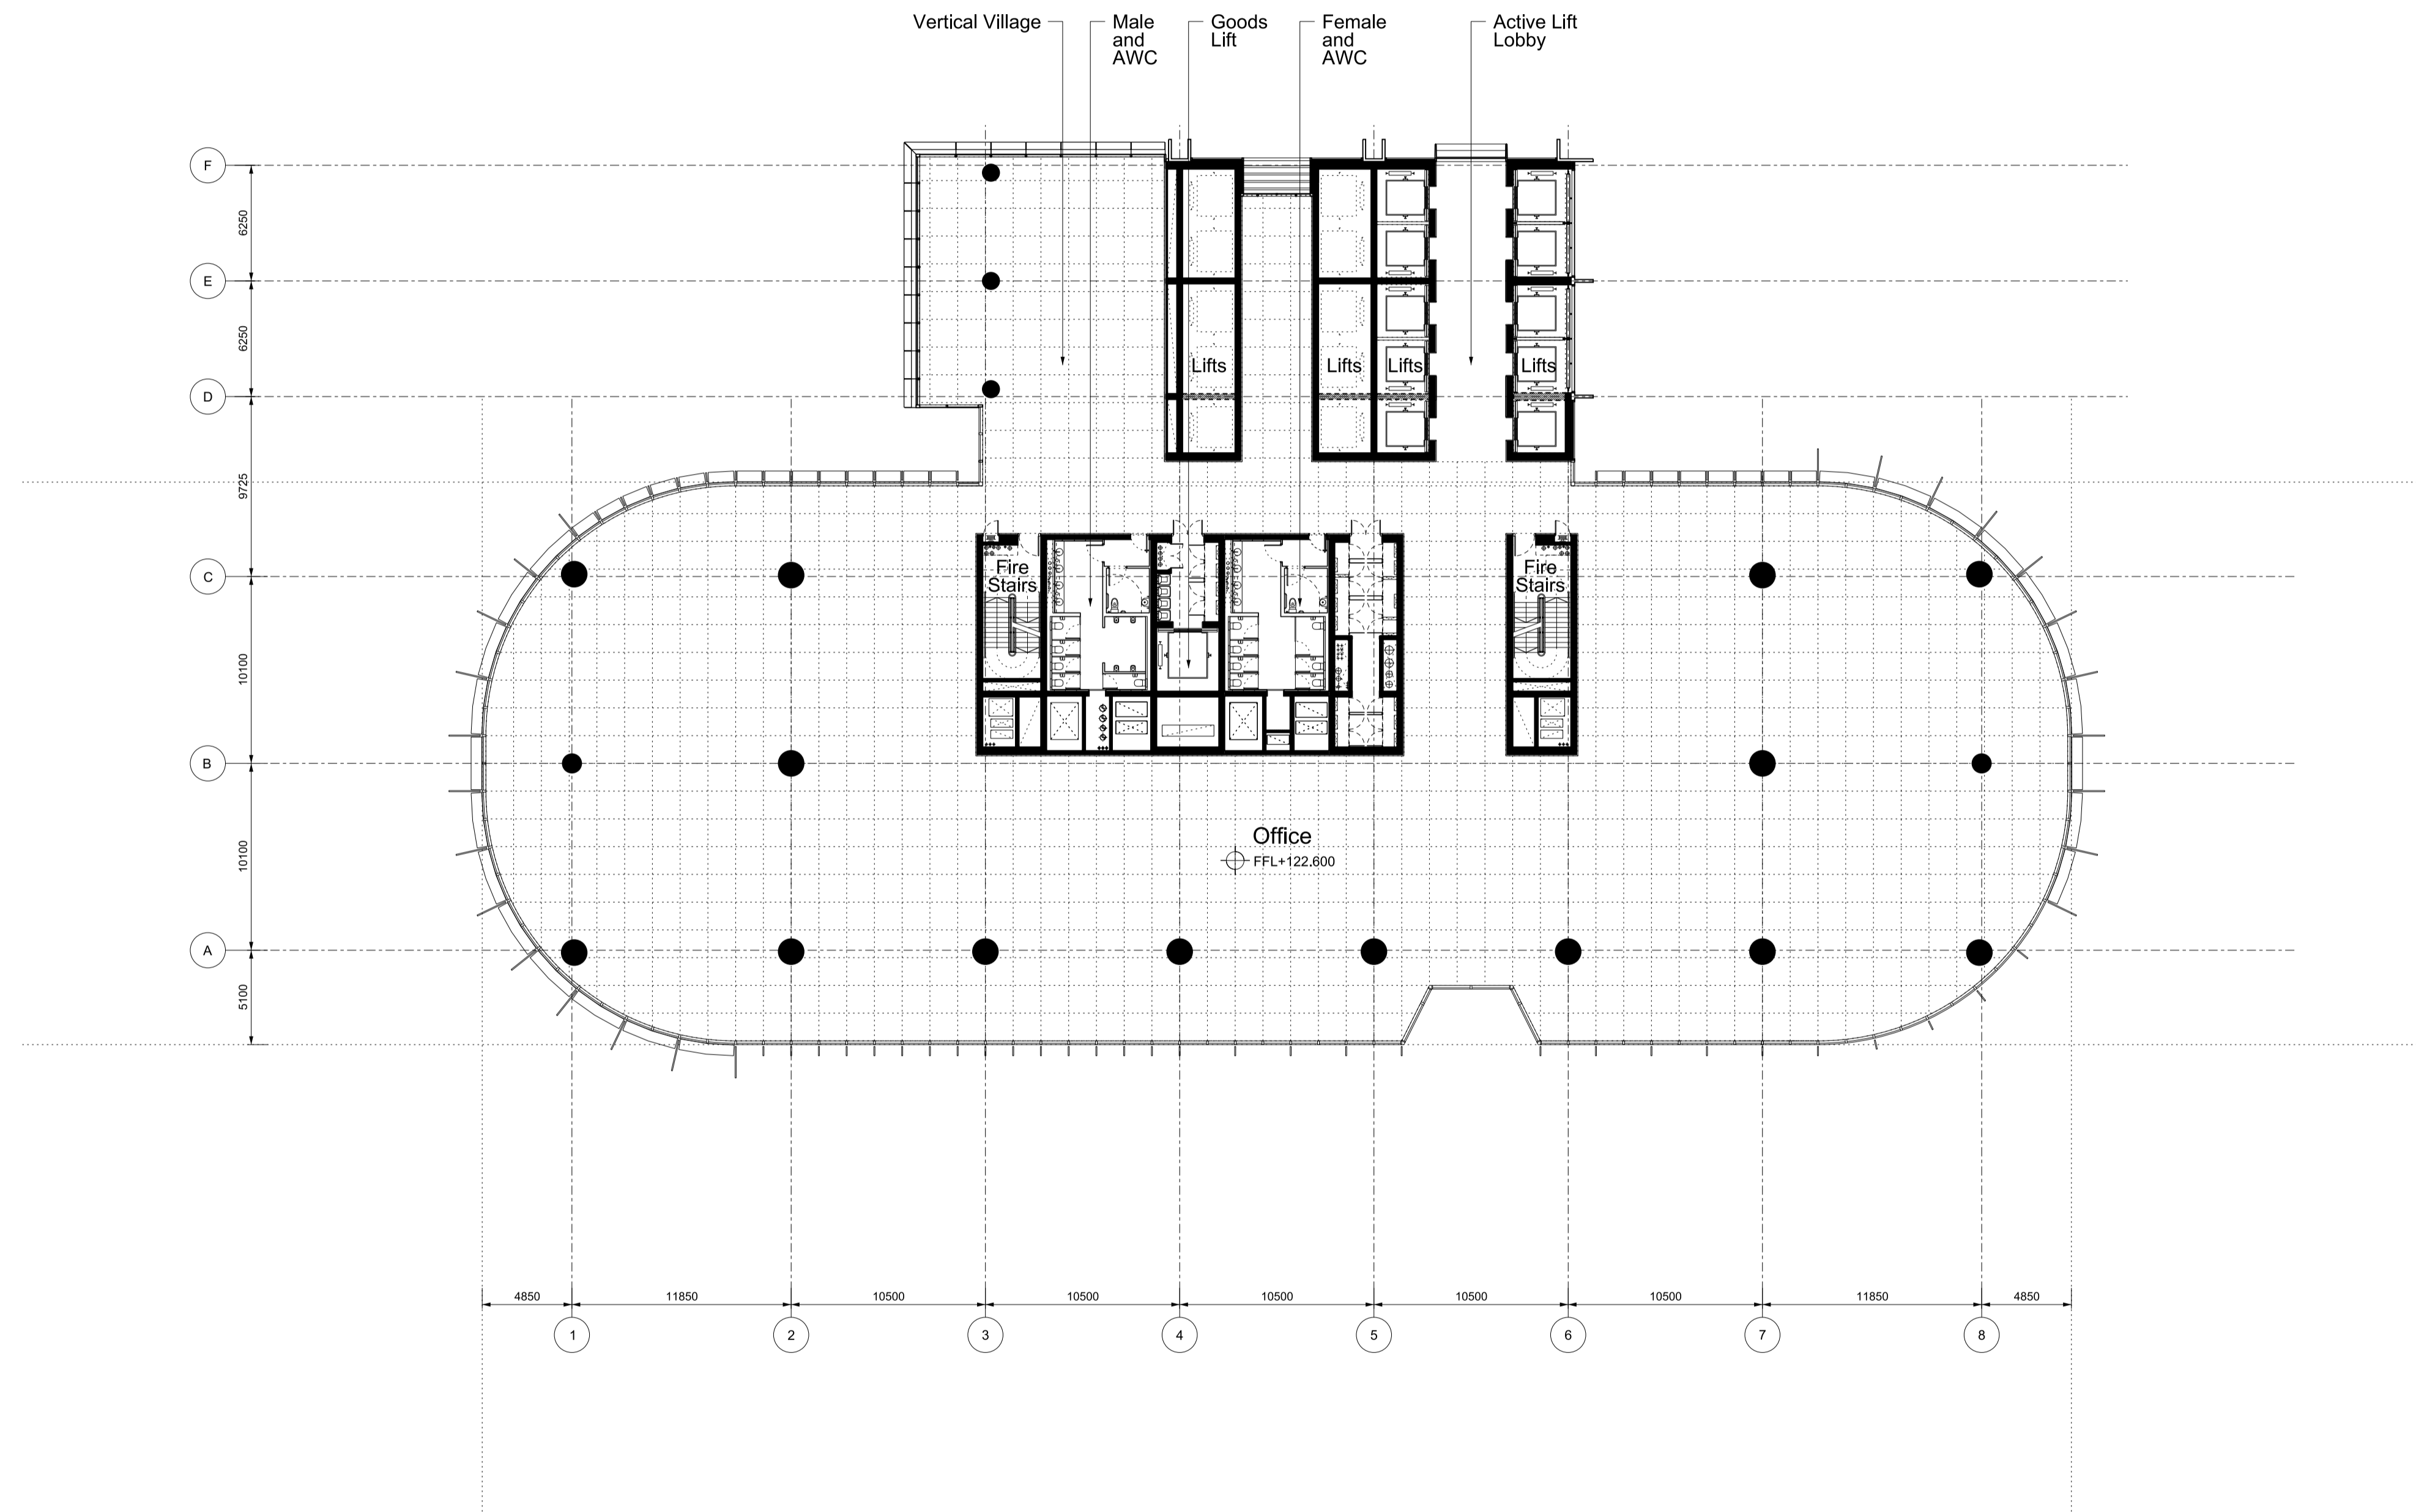 Vertical Village
Male
and
AWC
Goods
Lift
Female
and
AWC
Active Lift
Lobby
F
6250
E
6250
D
9725
C
10100
B
10100
A
5100
Lifts
Lifts
Lifts
Lifts
Fire
Stairs
Fire
Stairs
Office
FFL+122.600
4850
11850
10500
10500
10500
10500
10500
11850
4850
1
2
3
4
5
6
7
8